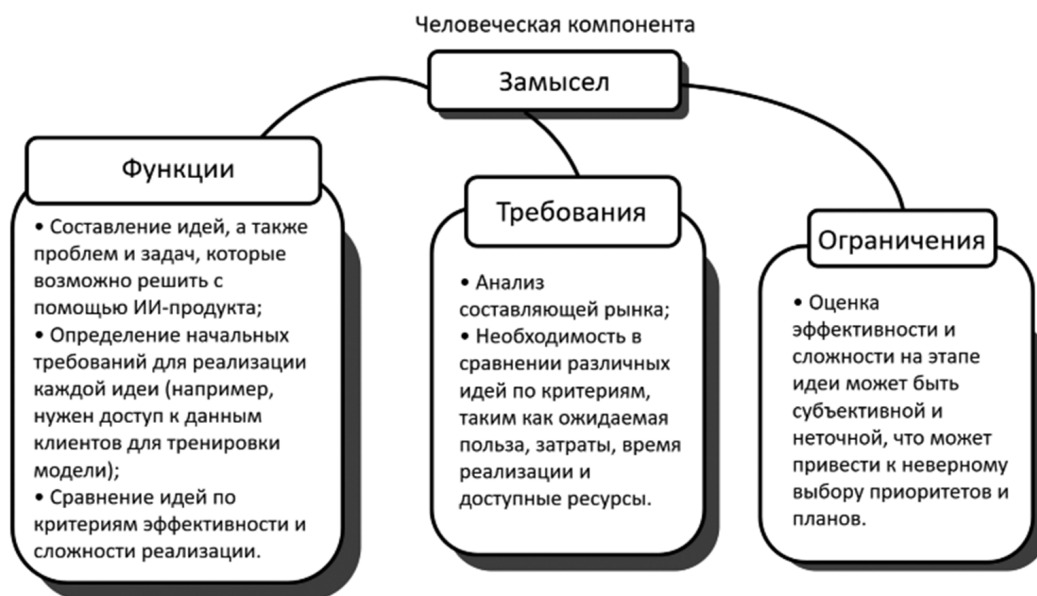 Человеческая компонента
Замысел
Функции
• Составление идей, а также
проблем и задач, которые
возможно решить с
помощью ИИ-продукта;
• Определение начальных
требований для реализации
каждой идеи (например,
нужен доступ к данным
клиентов для тренировки
модели);
• Сравнение идей по
критериям эффективности и
сложности реализации.
Требования
• Анализ
составляющей рынка;
• Необходимость в
сравнении различных
идей по критериям,
таким как ожидаемая
польза, затраты, время
реализации и
доступные ресурсы.
Ограничения
• Оценка
эффективности и
сложности на этапе
идеи может быть
субъективной и
неточной, что может
привести к неверному
выбору приоритетов и
планов.